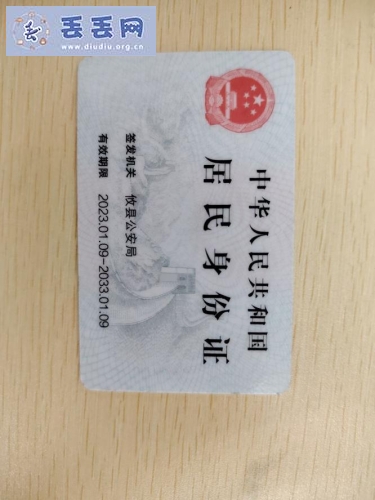 丢丢网
www.diudiu.org.cn
中华人民共和国
居民身份证
签发机关 攸县公安局
有效期限 2023.01.09-2033.01.09